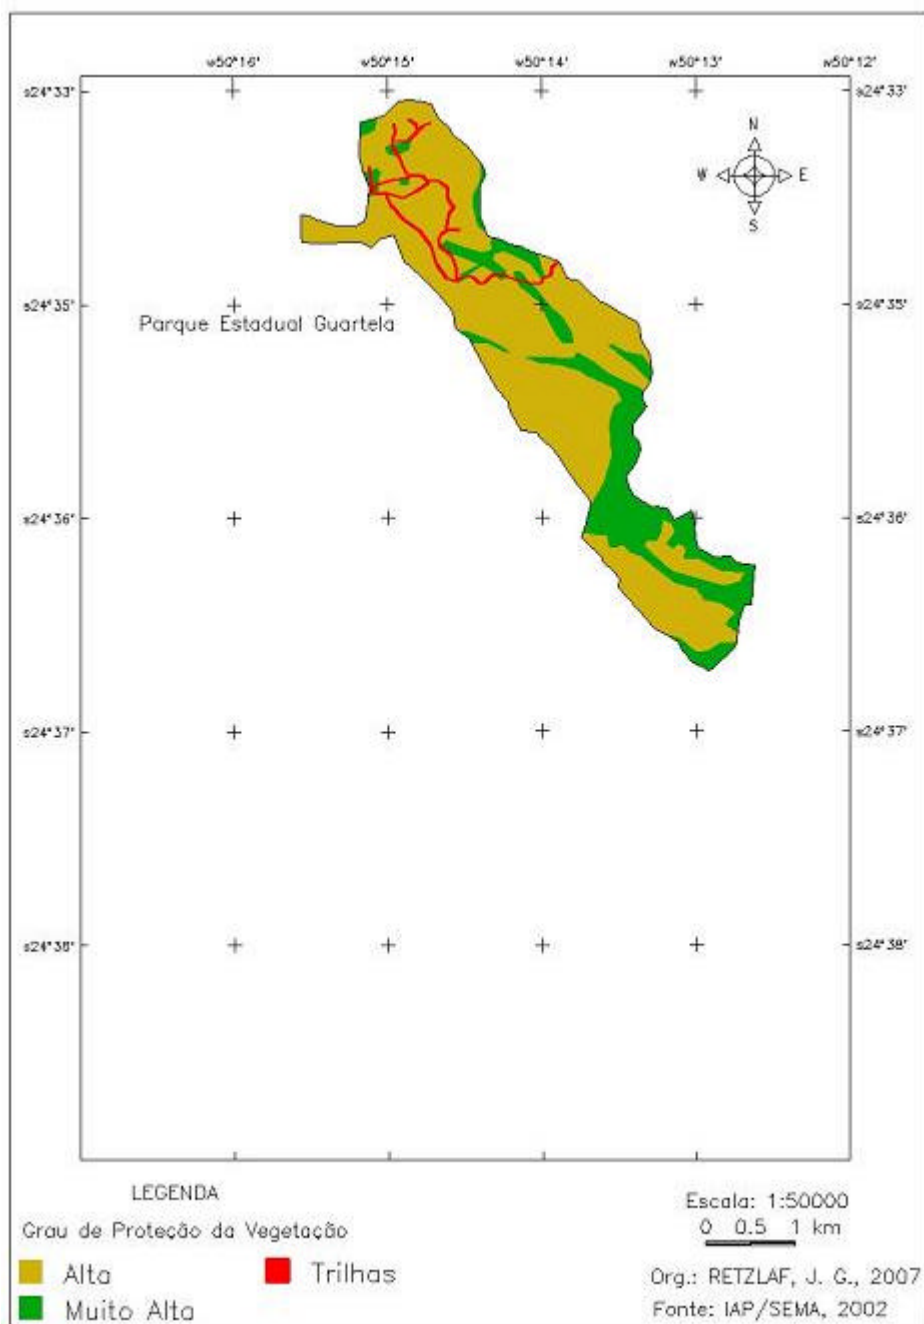 w50°16' w50°15' w50°14' w50°13' w50°12'
s24°33' s24°33'
N
W E
S
s24°35' s24°35'
Parque Estadual Guartela
s24°36' s24°36'
s24°37' s24°37'
s24°38' s24°38'
LEGENDA
Escala: 1:50000
Grau de Proteção da Vegetação
0 0.5 1 km
Alta Trilhas
Org.: RETZLAF, J. G., 2007
Muito Alta
Fonte: IAP/SEMA, 2002